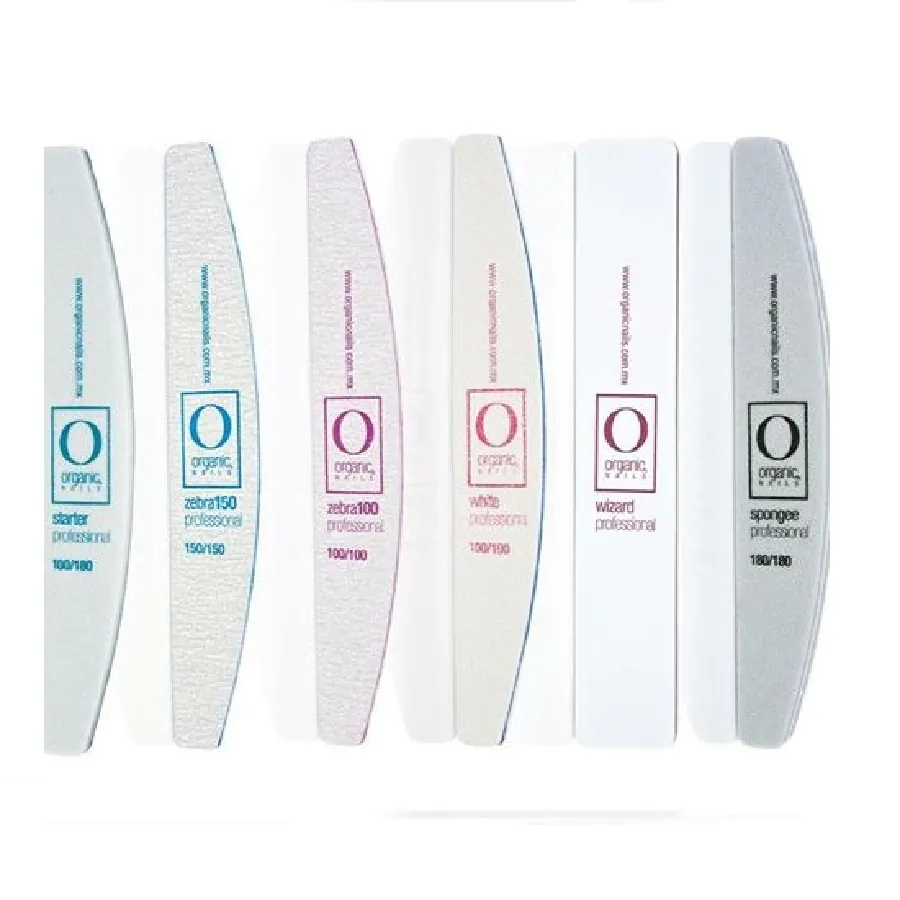 www.organicnails.com.mx
O
organic,
NAILS
starter
professional
100/180
www.organicnails.com.mx
O
organic,
NAILS
zebra150
professional
150/150
www.organicnails.com.mx
O
organic,
NAILS
zebra100
professional
100/100
www.organicnails.com.mx
O
organic,
NAILS
white
professional
100/100
www.organicnails.com.mx
O
organic,
NAILS
wizard
professional
www.organicnails.com.mx
O
organic,
NAILS
spongee
professional
180/180